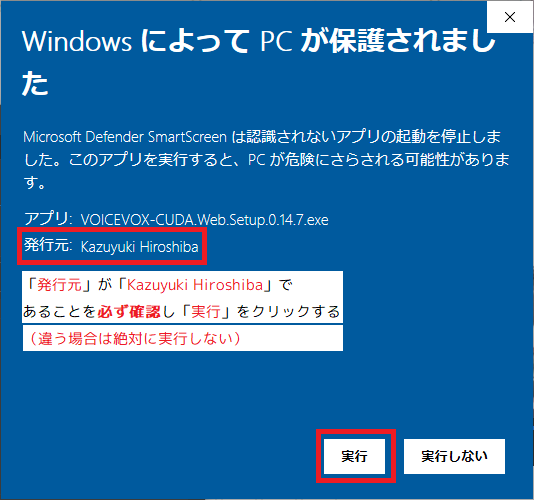 Windows によって PC が保護されまし
た
Microsoft Defender SmartScreen は認識されないアプリの起動を停止しま
した。このアプリを実行すると、PC が危険にさらされる可能性がありま
す。
アプリ: VOICEVOX-CUDA.Web.Setup.0.14.7.exe
発行元: Kazuyuki Hiroshiba
「発行元」が「Kazuyuki Hiroshiba」で
あることを必ず確認し「実行」をクリックする
（違う場合は絶対に実行しない）
実行
実行しない